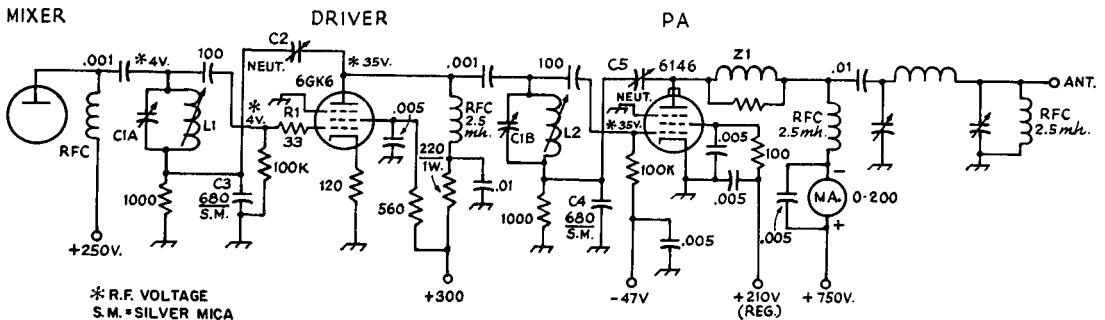 MIXER
DRIVER
PA
.001
* 4V.
100
C2
NEUT.
* 35V.
6GK6
.001
100
C5
NEUT.
6146
Z1
.01
ANT.
RFC
C1A
L1
* 4V.
R1
33
.005
RFC
2.5
mh.
C1B
L2
* 35V.
.005
100
RFC
2.5mh.
RFC
2.5mh.
1000
C3
680
S.M.
100K
120
560
220
1W.
.01
1000
C4
680
S.M.
100K
.005
.005
.005
-
MA.
0-200
+
+250V.
+300
-47V
+210V
(REG.)
+750V.
* R.F. VOLTAGE
S.M. = SILVER MICA